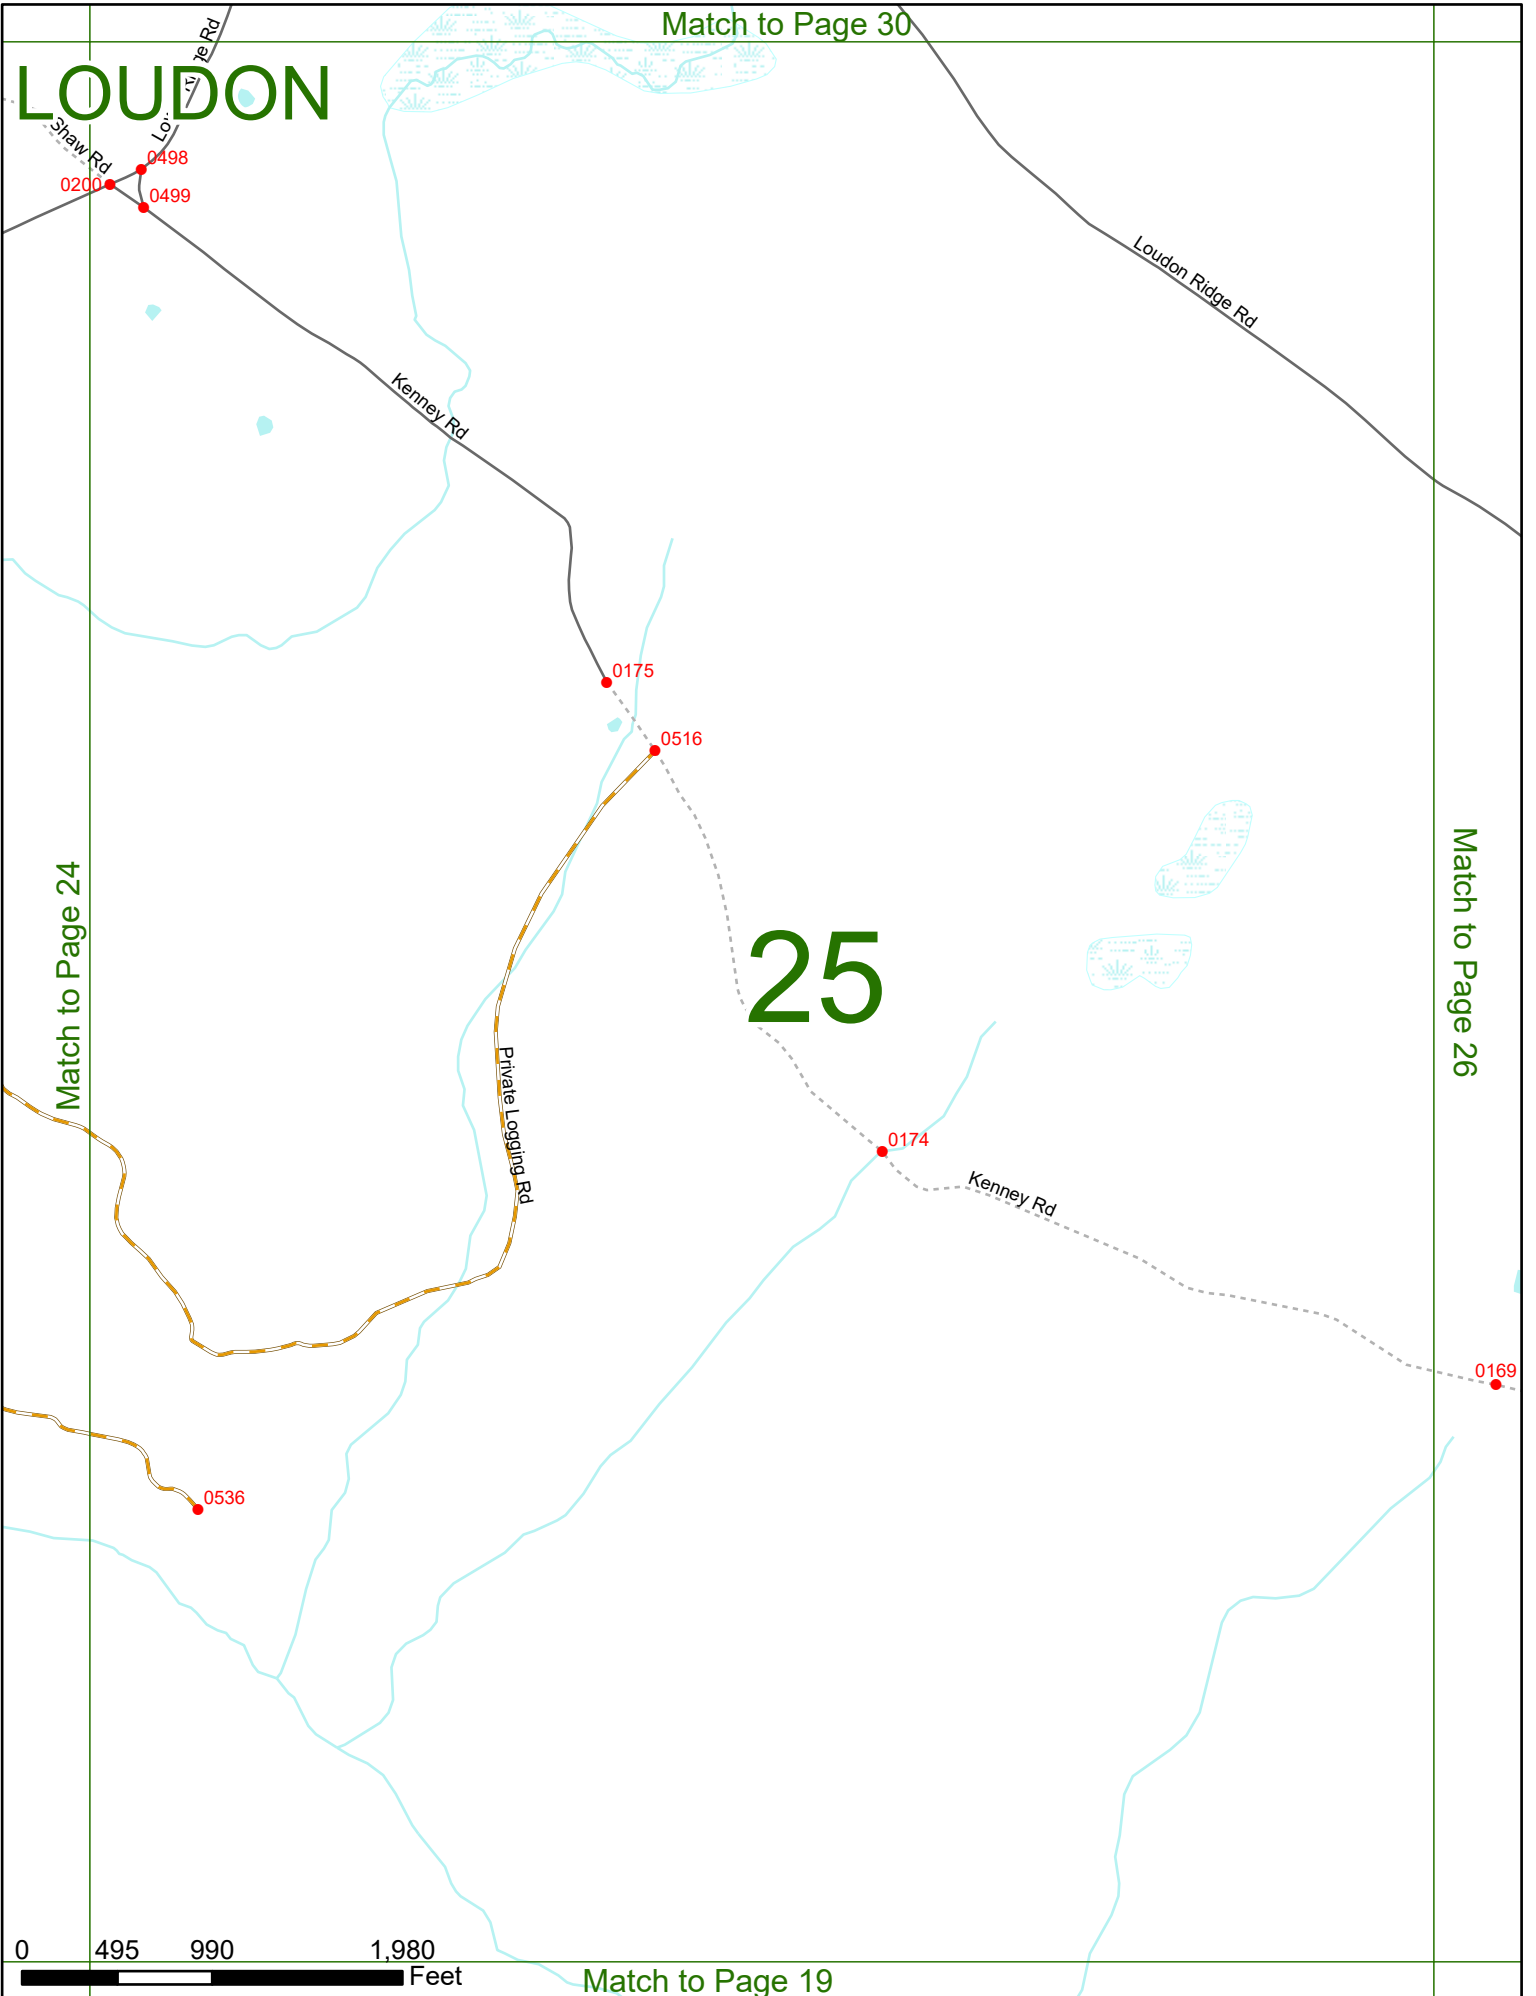 Match to Page 30
LOUDON
Shaw Rd
0498
0200
0499
Loudon Ridge Rd
Kenney Rd
0175
0516
Match to Page 24
25
Match to Page 26
Private Logging Rd
0174
Kenney Rd
0169
0536
0 495 990 1,980
Feet
Match to Page 19